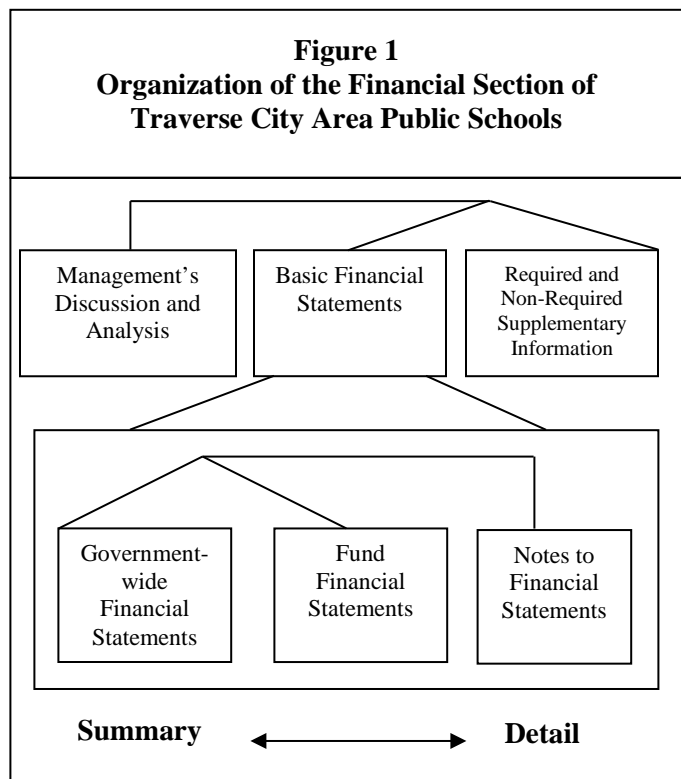 Figure 1
Organization of the Financial Section of
Traverse City Area Public Schools
Management’s
Discussion and
Analysis
Basic Financial
Statements
Required and
Non-Required
Supplementary
Information
Government-
wide
Financial
Statements
Fund
Financial
Statements
Notes to
Financial
Statements
Summary
Detail